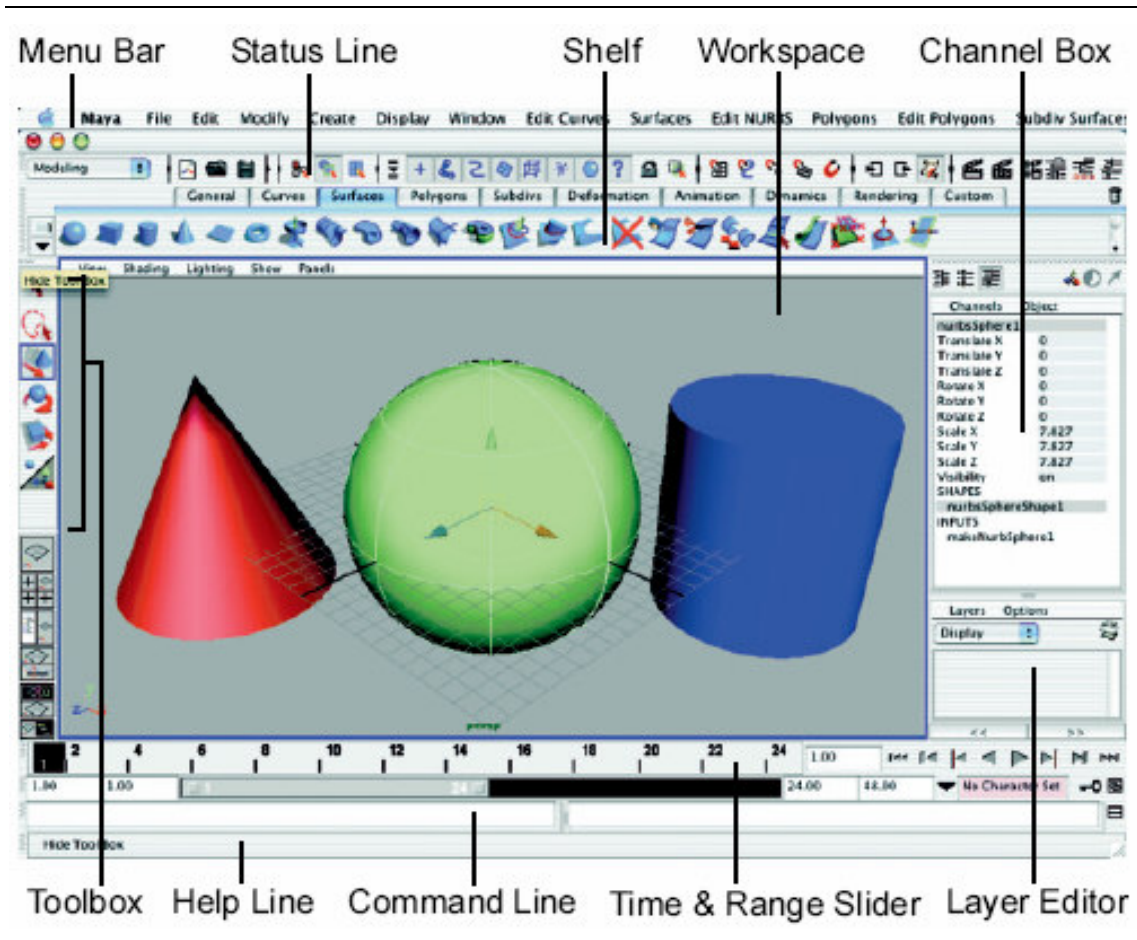 Menu Bar Status Line Shelf Workspace Channel Box
Maya File Edit Modify Create Display Window Edit Curves Surfaces Edit NURBS Polygons Edit Polygons Subdiv Surfaces
Modeling
General Curves Surfaces Polygons Subdivs Deformation Animation Dynamics Rendering Custom
View Shading Lighting Show Panels
Hide Toolbox
Channels Object
nurbsSphere1
Translate X 0
Translate Y 0
Translate Z 0
Rotate X 0
Rotate Y 0
Rotate Z 0
Scale X 7.827
Scale Y 7.827
Scale Z 7.827
Visibility on
SHAPES
nurbsSphereShape1
INPUTS
makeNurbSphere1
Layers Options
Display
<< >>
y
z
persp
2 4 6 8 10 12 14 16 18 20 22 24
1 1.00
1.00 1.00 1 24 24.00 48.00 No Character Set
Hide Toolbox
Toolbox Help Line Command Line Time & Range Slider Layer Editor